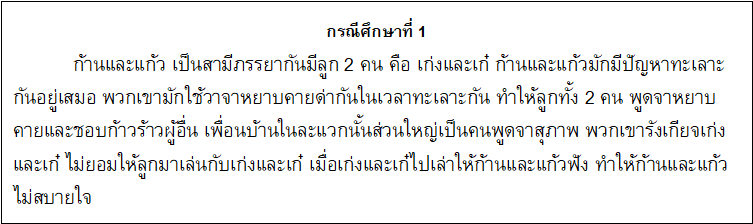 กรณีศึกษาที่ 1
ก้านและแก้ว เป็นสามีภรรยากันมีลูก 2 คน คือ เก่งและเก๋ ก้านและแก้วมักมีปัญหาทะเลาะ
กันอยู่เสมอ พวกเขามักใช้วาจาหยาบคายด่ากันในเวลาทะเลาะกัน ทำให้ลูกทั้ง 2 คน พูดจาหยาบ
คายและชอบก้าวร้าวผู้อื่น เพื่อนบ้านในละแวกนั้นส่วนใหญ่เป็นคนพูดจาสุภาพ พวกเขารังเกียจเก่ง
และเก๋ ไม่ยอมให้ลูกมาเล่นกับเก่งและเก๋ เมื่อเก่งและเก๋ไปเล่าให้ก้านและแก้วฟัง ทำให้ก้านและแก้ว
ไม่สบายใจ